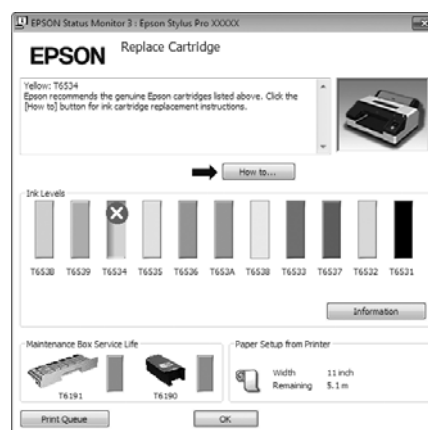 EPSON Status Monitor 3 : Epson Stylus Pro XXXXX
EPSON
Replace Cartridge
Yellow: T6534
Epson recommends the genuine Epson cartridges listed above. Click the
[How to] button for ink cartridge replacement instructions.
How to...
Ink Levels
T653B T6539 T6534 T6535 T6536 T653A T6538 T6533 T6537 T6532 T6531
Information
Maintenance Box Service Life
T6191 T6190
Paper Setup from Printer
Width 11 inch
Remaining 5.1 m
Print Queue
OK